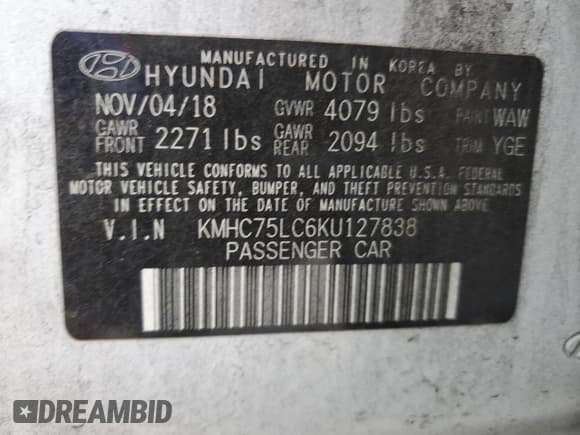 MANUFACTURED IN KOREA BY
HYUNDAI MOTOR COMPANY
NOV/04/18 GVWR 4079 lbs PAINT WAW
GAWR FRONT 2271 lbs GAWR REAR 2094 lbs TRIM YGE
THIS VEHICLE CONFORMS TO ALL APPLICABLE U.S.A. FEDERAL
MOTOR VEHICLE SAFETY, BUMPER, AND THEFT PREVENTION STANDARDS
IN EFFECT ON THE DATE OF MANUFACTURE SHOWN ABOVE.
V.I.N KMHC75LC6KU127838
PASSENGER CAR
DREAMBID